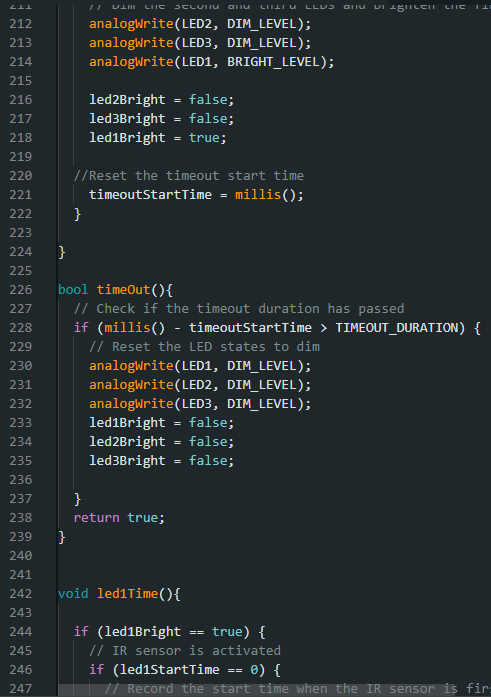 211 // Dim the second and third LEDs and brighten the
212 analogWrite(LED2, DIM_LEVEL);
213 analogWrite(LED3, DIM_LEVEL);
214 analogWrite(LED1, BRIGHT_LEVEL);
215
216 led2Bright = false;
217 led3Bright = false;
218 led1Bright = true;
219
220 //Reset the timeout start time
221 timeoutStartTime = millis();
222 }
223
224 }
225
226 bool timeOut(){
227 // Check if the timeout duration has passed
228 if (millis() - timeoutStartTime > TIMEOUT_DURATION) {
229 // Reset the LED states to dim
230 analogWrite(LED1, DIM_LEVEL);
231 analogWrite(LED2, DIM_LEVEL);
232 analogWrite(LED3, DIM_LEVEL);
233 led1Bright = false;
234 led2Bright = false;
235 led3Bright = false;
236
237 }
238 return true;
239 }
240
241
242 void led1Time(){
243
244 if (led1Bright == true) {
245 // IR sensor is activated
246 if (led1StartTime == 0) {
247 // Record the start time when the IR sensor is fir